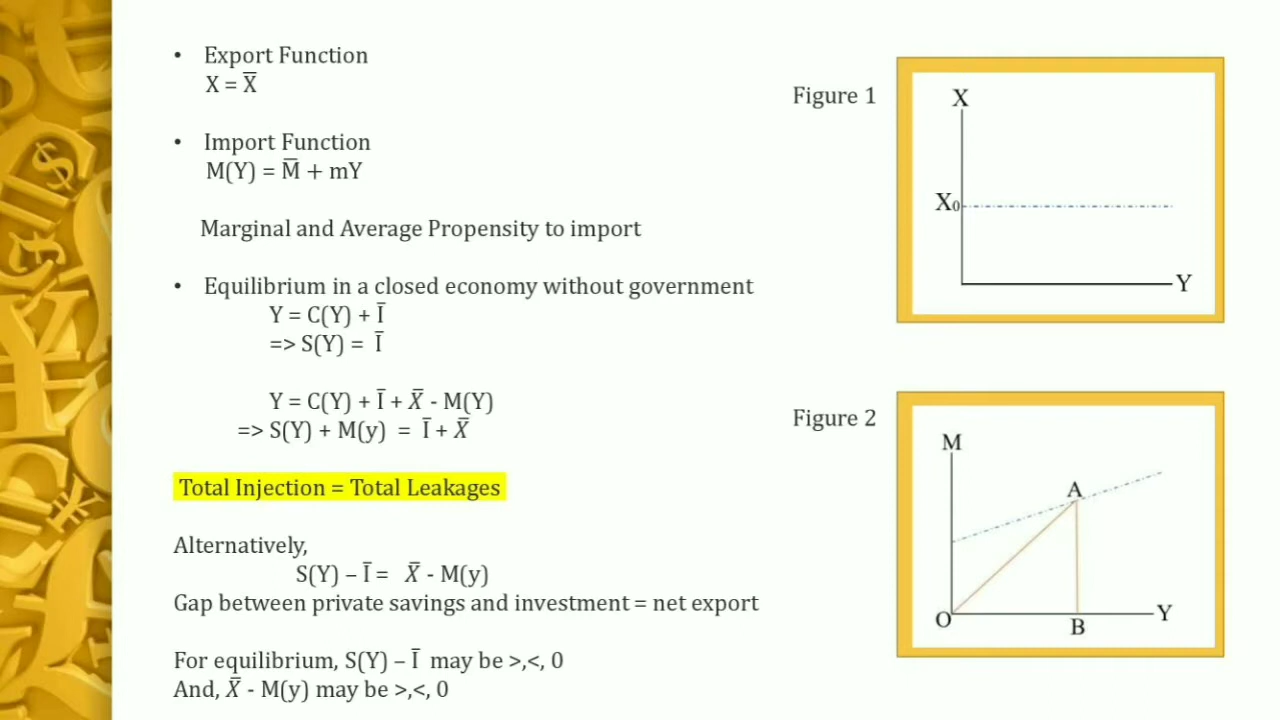 • Export Function
X = X̅
• Import Function
M(Y) = M̅ + mY
Marginal and Average Propensity to import
• Equilibrium in a closed economy without government
Y = C(Y) + I̅
=> S(Y) = I̅
Y = C(Y) + I̅ + X̅ - M(Y)
=> S(Y) + M(y) = I̅ + X̅
Total Injection = Total Leakages
Alternatively,
S(Y) – I̅ = X̅ - M(y)
Gap between private savings and investment = net export
For equilibrium, S(Y) – I̅ may be >,<, 0
And, X̅ - M(y) may be >,<, 0
Figure 1
X
X₀
Y
Figure 2
M
A
O
B
Y